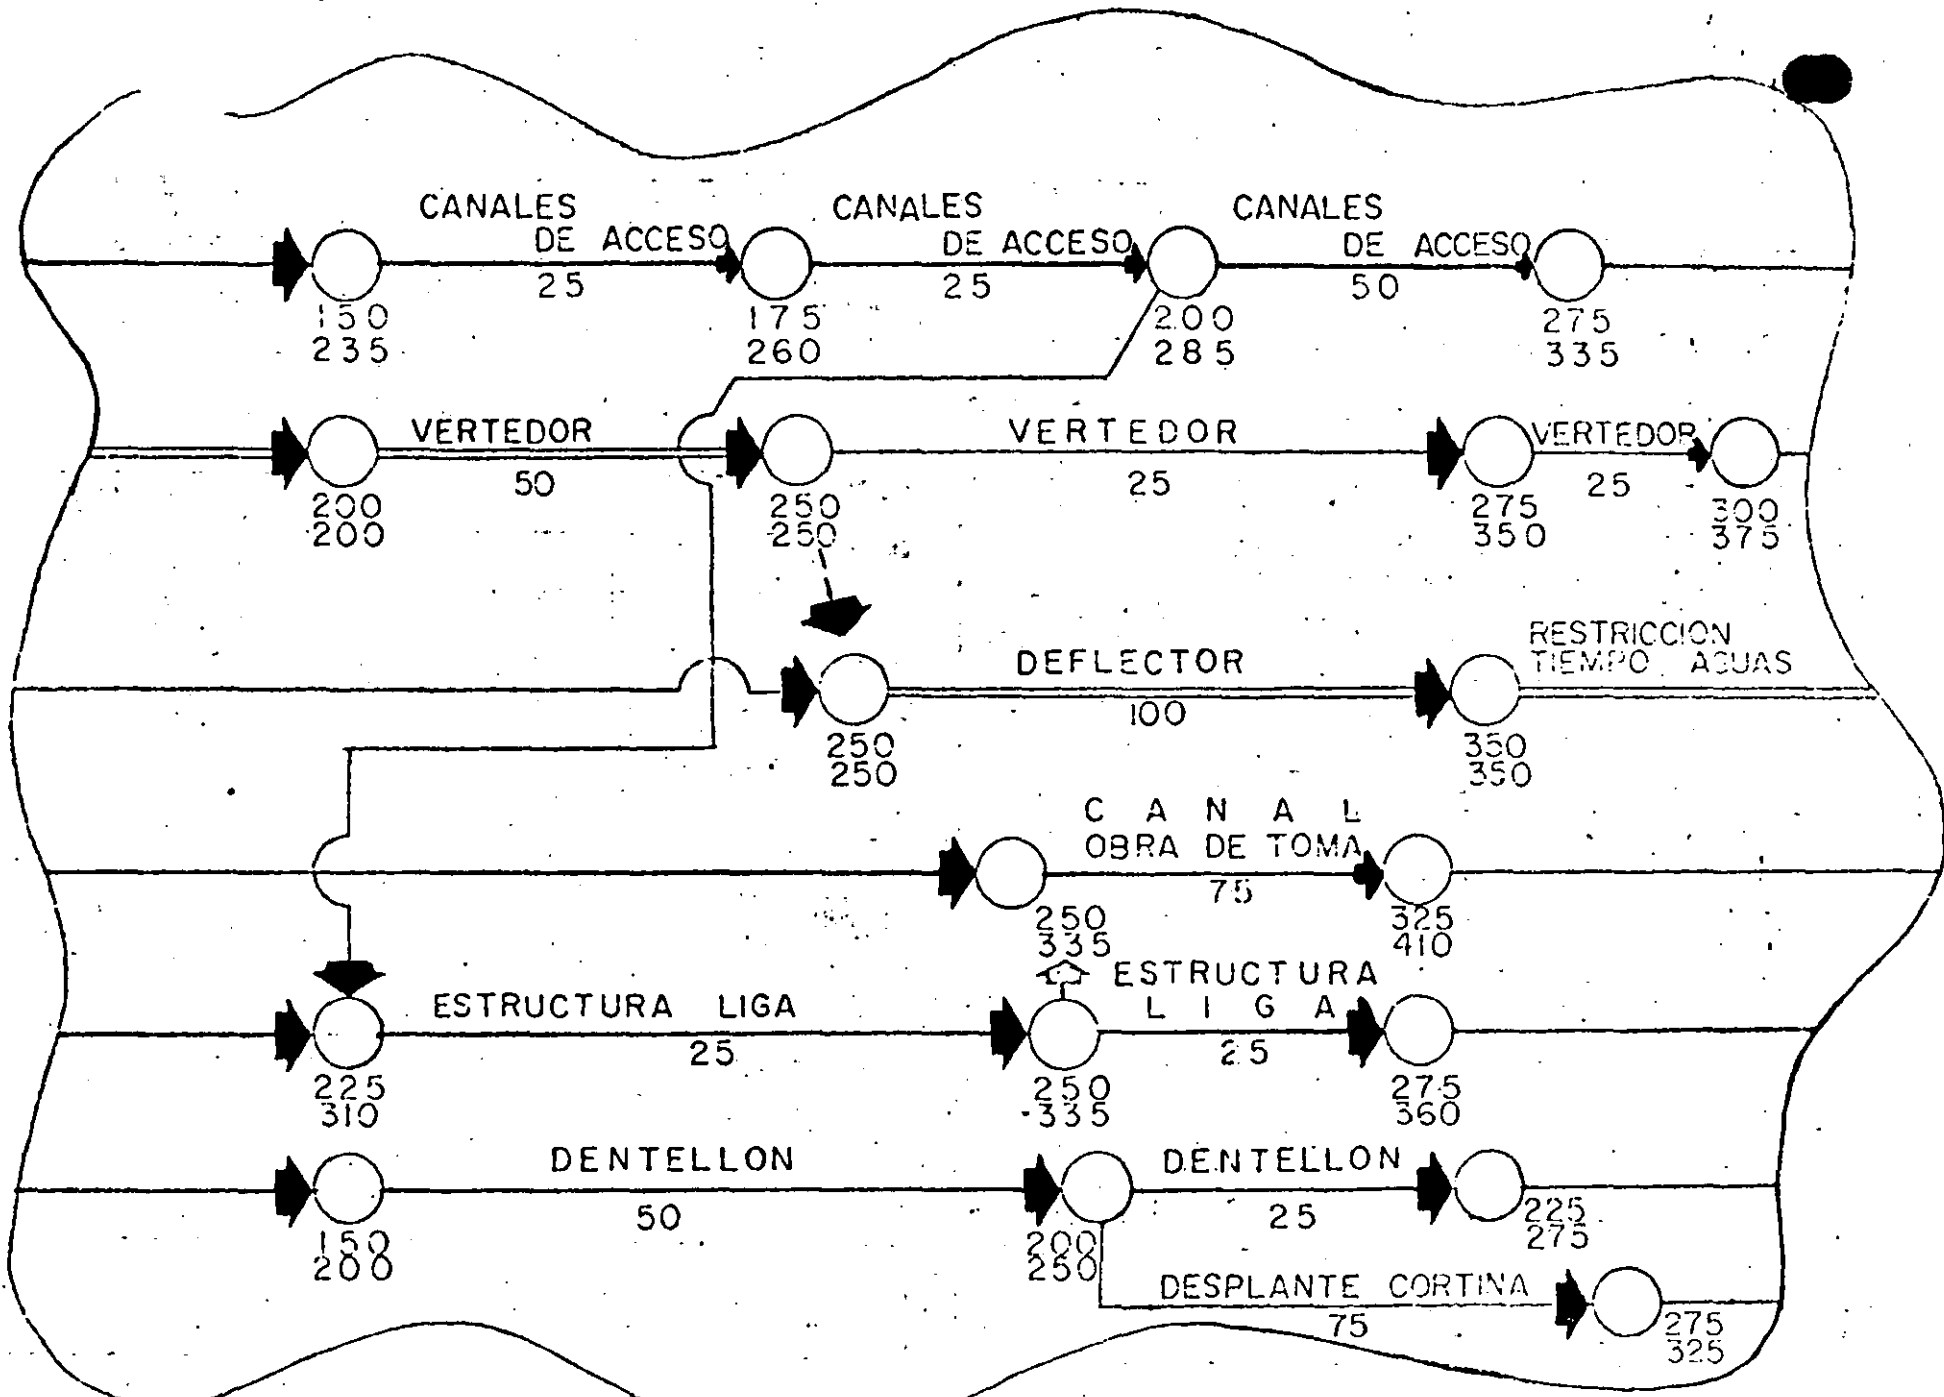 CANALES
DE ACCESO
25
CANALES
DE ACCESO
25
CANALES
DE ACCESO
50
150
235
175
260
200
285
275
335
VERTEDOR
50
VERTEDOR
25
VERTEDOR
25
200
200
250
250
275
350
300
375
DEFLECTOR
100
RESTRICCION
TIEMPO AGUAS
250
250
350
350
CANAL
OBRA DE TOMA
75
250
335
325
410
ESTRUCTURA LIGA
25
ESTRUCTURA
LIGA
25
225
310
250
335
275
360
DENTELLON
50
DENTELLON
25
150
200
200
250
225
275
DESPLANTE CORTINA
75
275
325